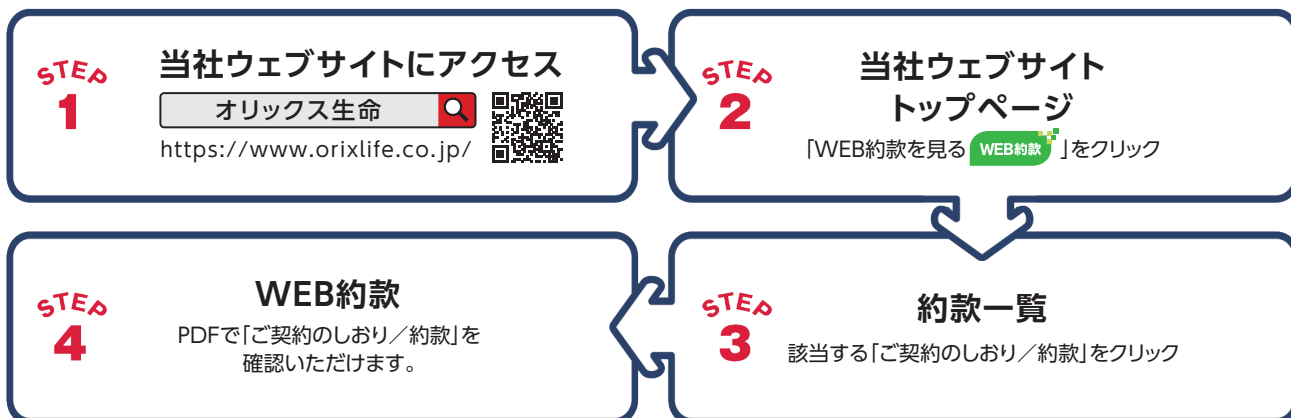 STEP
1
当社ウェブサイトにアクセス
オリックス生命
https://www.orixlife.co.jp/
STEP
2
当社ウェブサイト
トップページ
「WEB約款を見る WEB約款 」をクリック
STEP
3
約款一覧
該当する「ご契約のしおり／約款」をクリック
STEP
4
WEB約款
PDFで「ご契約のしおり／約款」を
確認いただけます。